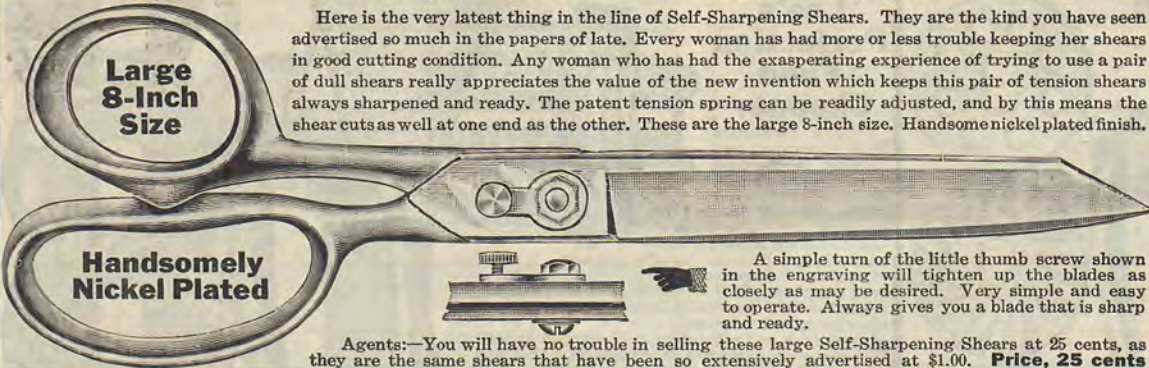 Here is the very latest thing in the line of Self-Sharpening Shears. They are the kind you have seen
advertised so much in the papers of late. Every woman has had more or less trouble keeping her shears
in good cutting condition. Any woman who has had the exasperating experience of trying to use a pair
of dull shears really appreciates the value of the new invention which keeps this pair of tension shears
always sharpened and ready. The patent tension spring can be readily adjusted, and by this means the
shear cuts as well at one end as the other. These are the large 8-inch size. Handsome nickel plated finish.
Large
8-Inch
Size
Handsomely
Nickel Plated
A simple turn of the little thumb screw shown
in the engraving will tighten up the blades as
closely as may be desired. Very simple and easy
to operate. Always gives you a blade that is sharp
and ready.
Agents:—You will have no trouble in selling these large Self-Sharpening Shears at 25 cents, as
they are the same shears that have been so extensively advertised at $1.00. Price, 25 cents